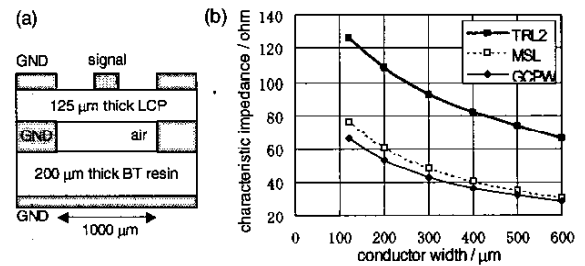 (a)
GND
signal
125 μm thick LCP
GND
air
200 μm thick BT resin
GND
1000 μm
(b)
characteristic impedance / ohm
140
120
100
80
60
40
20
TRL2
MSL
GCPW
0 100 200 300 400 500 600
conductor width / μm